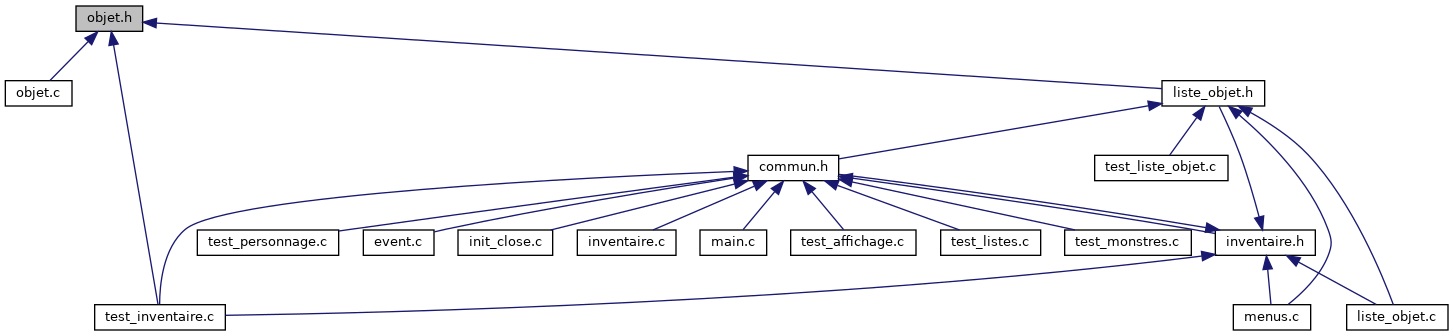 objet.h
objet.c
liste_objet.h
commun.h
test_liste_objet.c
test_personnage.c
event.c
init_close.c
inventaire.c
main.c
test_affichage.c
test_listes.c
test_monstres.c
inventaire.h
test_inventaire.c
menus.c
liste_objet.c